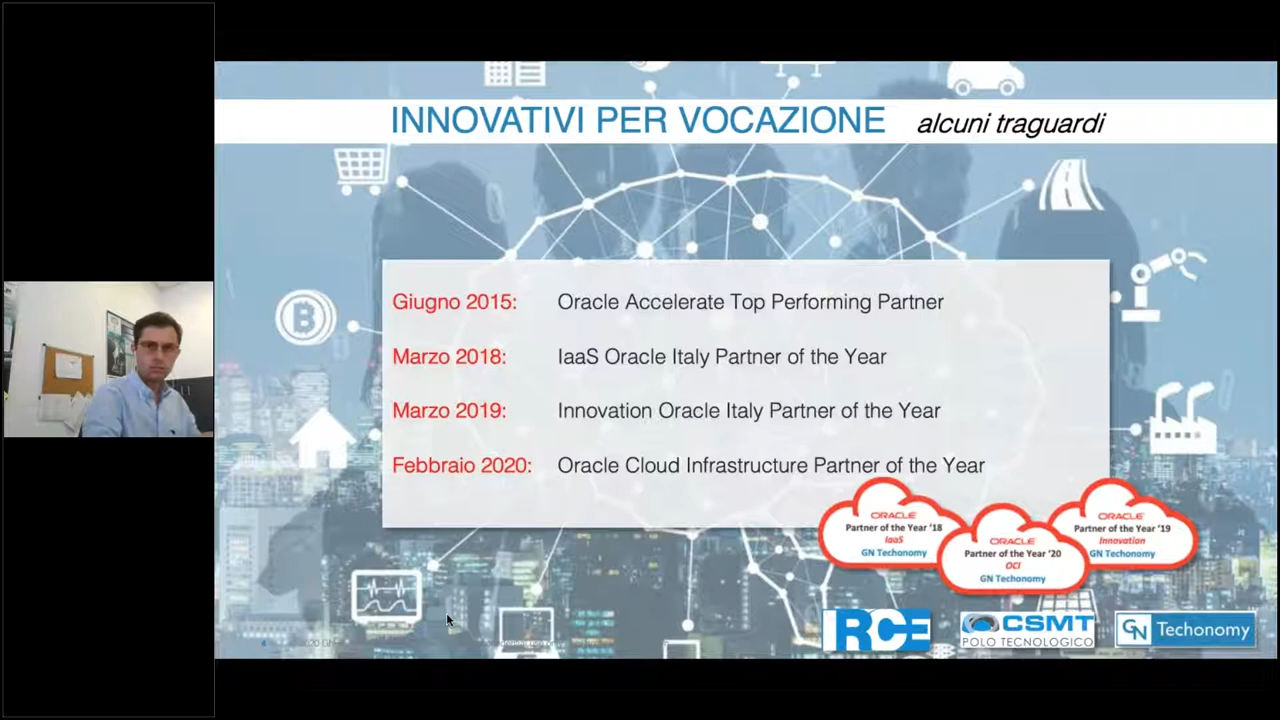 INNOVATIVI PER VOCAZIONE alcuni traguardi
Giugno 2015: Oracle Accelerate Top Performing Partner
Marzo 2018: IaaS Oracle Italy Partner of the Year
Marzo 2019: Innovation Oracle Italy Partner of the Year
Febbraio 2020: Oracle Cloud Infrastructure Partner of the Year
ORACLE
Partner of the Year '18
IaaS
GN Techonomy
ORACLE
Partner of the Year '20
OCI
GN Techonomy
ORACLE
Partner of the Year '19
Innovation
GN Techonomy
RCE
CSMT
POLO TECNOLOGICO
GN Techonomy